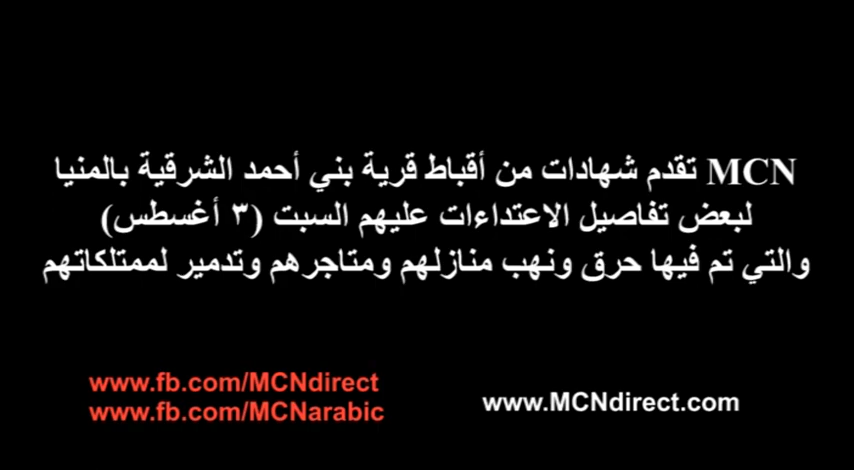 MCN تقدم شهادات من أقباط قرية بني أحمد الشرقية بالمنيا
لبعض تفاصيل الاعتداءات عليهم السبت (٣ أغسطس)
والتي تم فيها حرق ونهب منازلهم ومتاجرهم وتدمير لممتلكاتهم
www.fb.com/MCNdirect
www.fb.com/MCNarabic
www.MCNdirect.com